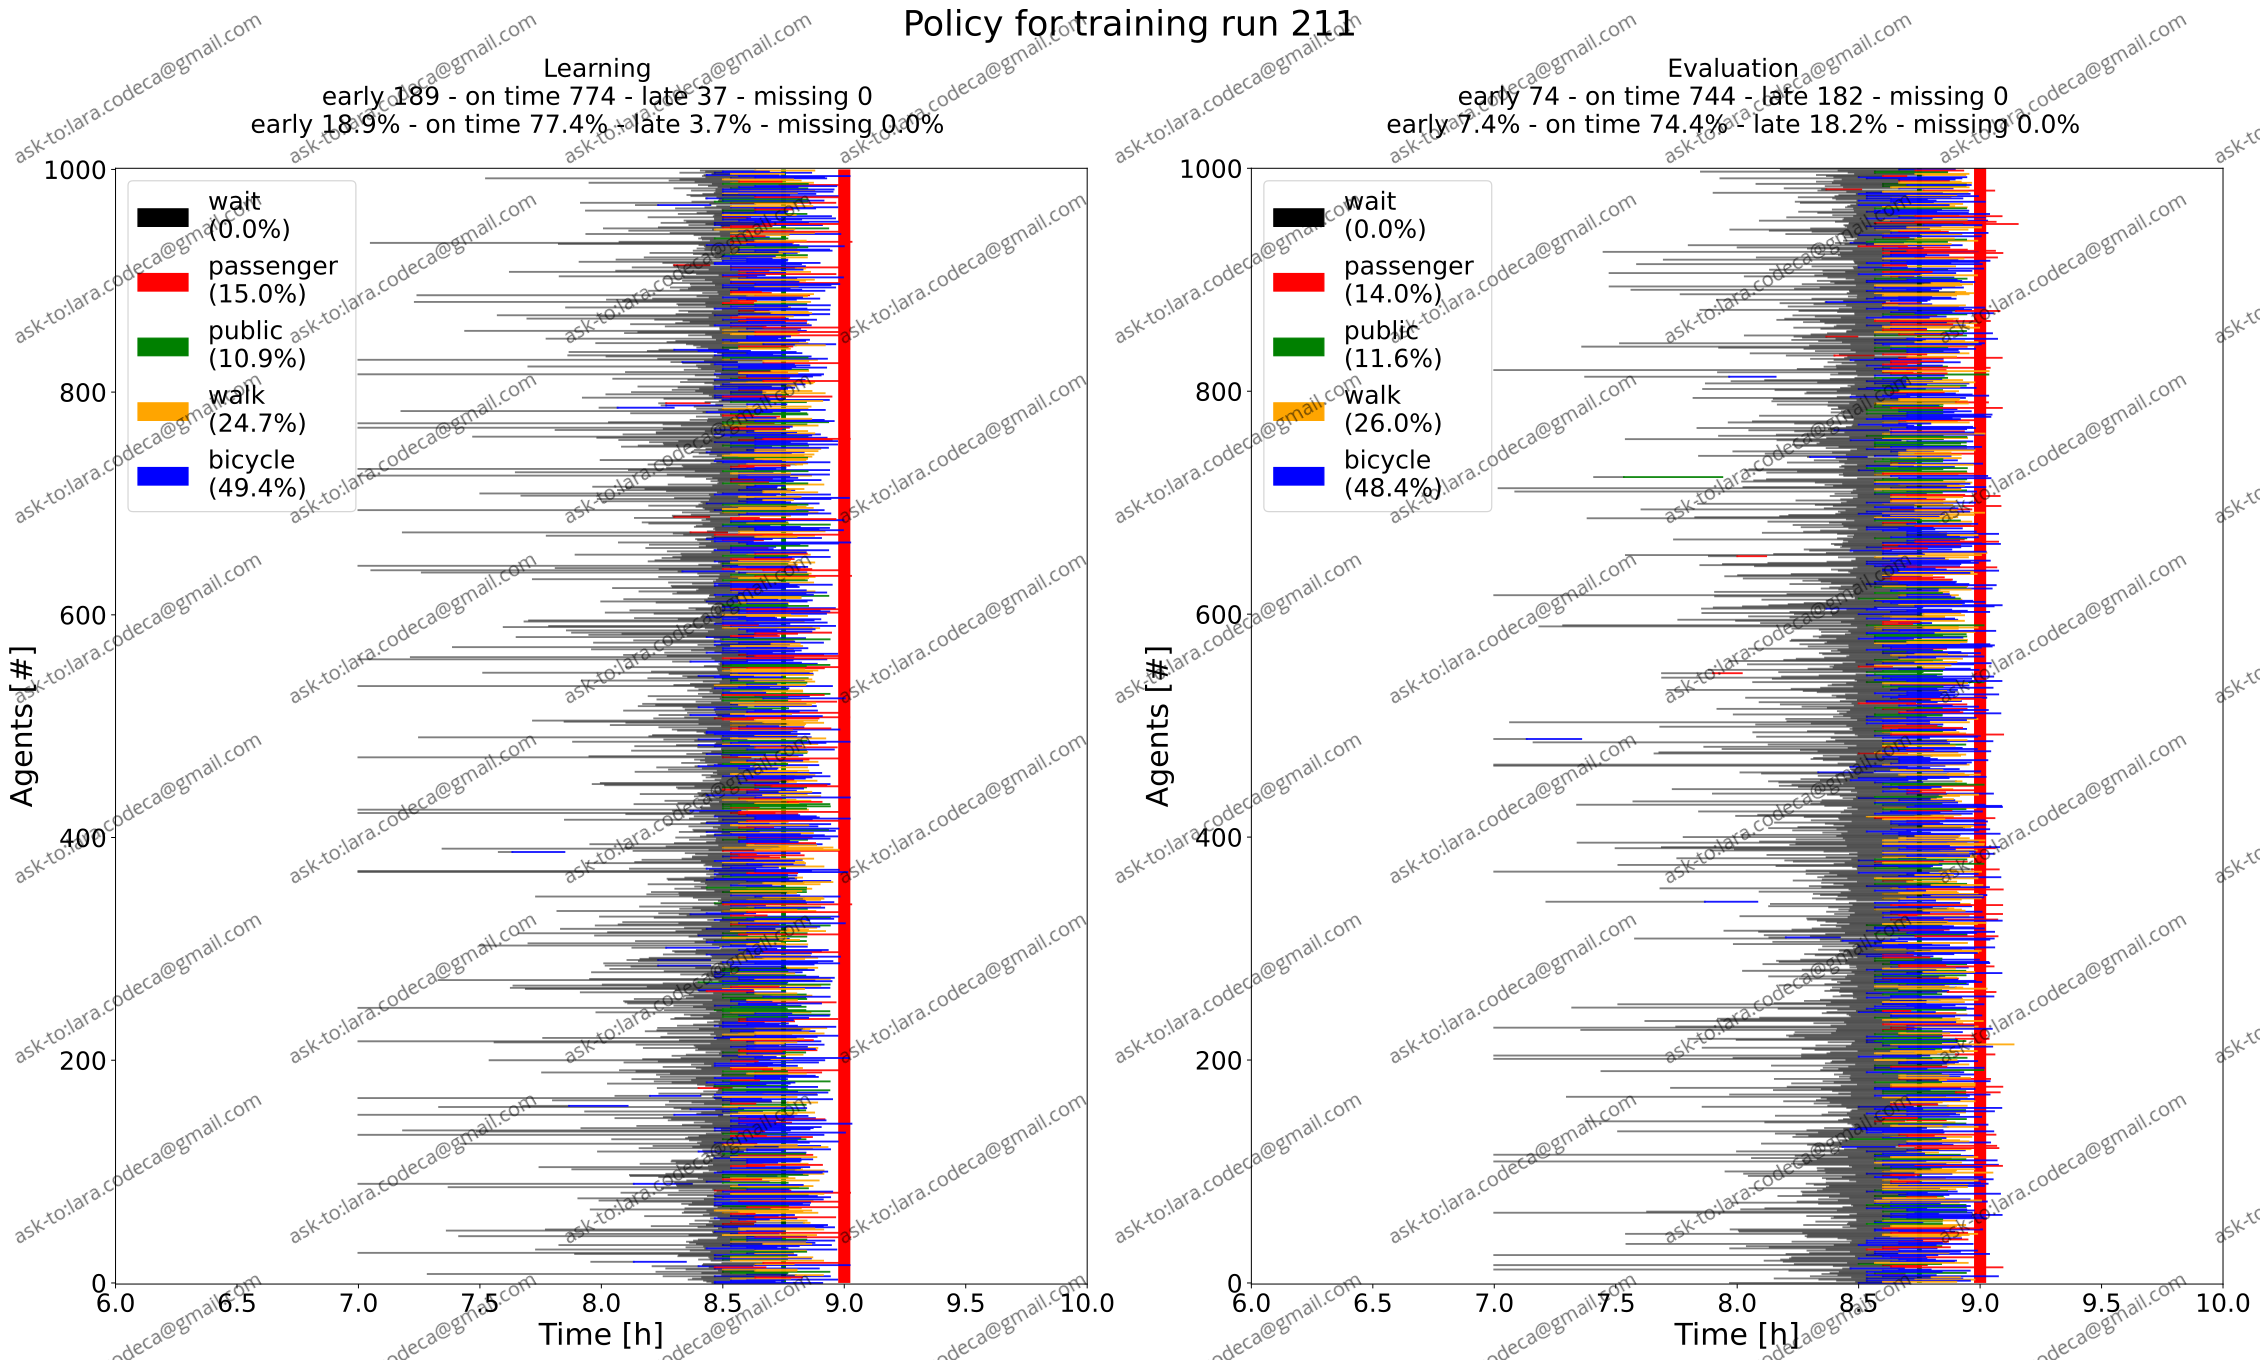 Policy for training run 211
Learning
early 189 - on time 774 - late 37 - missing 0
early 18.9% - on time 77.4% - late 3.7% - missing 0.0%
1000
800
600
400
200
0
Agents [#]
wait
(0.0%)
passenger
(15.0%)
public
(10.9%)
walk
(24.7%)
bicycle
(49.4%)
6.0 6.5 7.0 7.5 8.0 8.5 9.0 9.5 10.0
Time [h]
Evaluation
early 74 - on time 744 - late 182 - missing 0
early 7.4% - on time 74.4% - late 18.2% - missing 0.0%
1000
800
600
400
200
0
Agents [#]
wait
(0.0%)
passenger
(14.0%)
public
(11.6%)
walk
(26.0%)
bicycle
(48.4%)
6.0 6.5 7.0 7.5 8.0 8.5 9.0 9.5 10.0
Time [h]
ask-to:lara.codeca@gmail.com